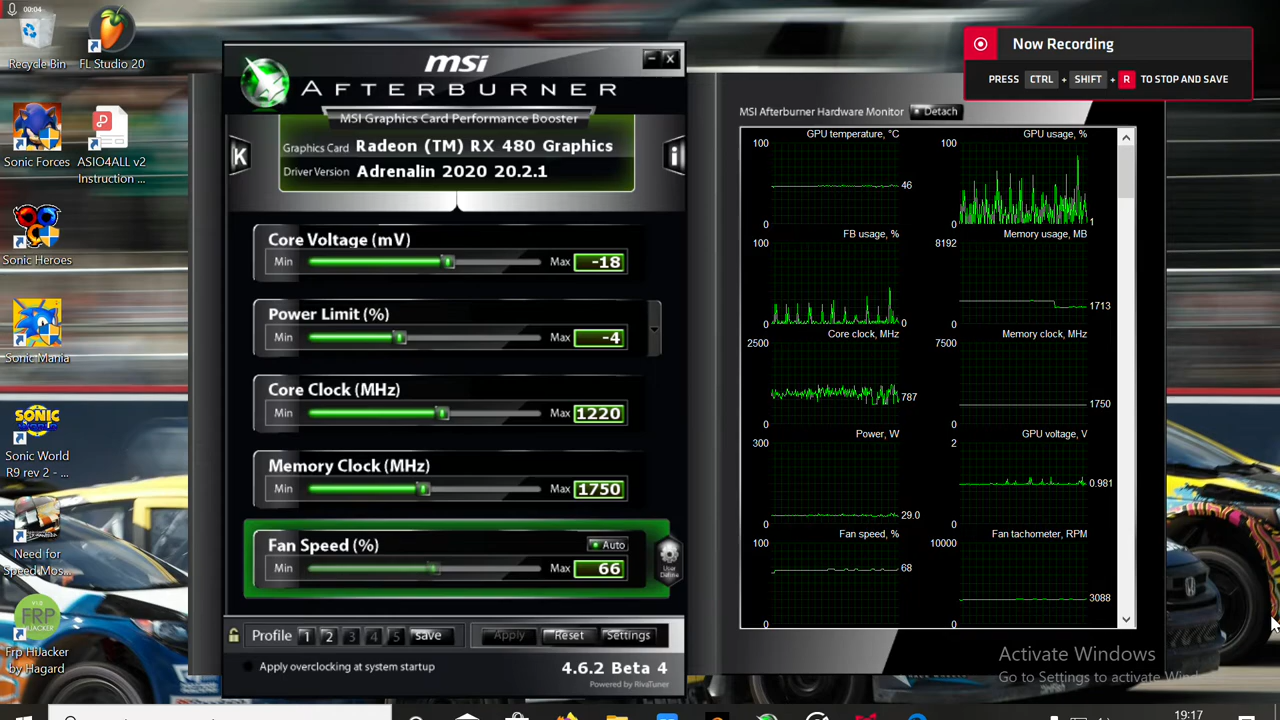 00:04
Recycle Bin
FL Studio 20
Sonic Forces
ASIO4ALL v2
Instruction ...
Sonic Heroes
Sonic Mania
SONIC WORLD
Sonic World
R9 rev 2 - ...
Need for
Speed Mos...
V1.0
FRP
HIJACKER
Frp HiJacker
by Hagard
msi
AFTERBURNER
MSI Graphics Card Performance Booster
K
i
Graphics Card Radeon (TM) RX 480 Graphics
Driver Version Adrenalin 2020 20.2.1
Core Voltage (mV)
Min Max -18
Power Limit (%)
Min Max -4
Core Clock (MHz)
Min Max 1220
Memory Clock (MHz)
Min Max 1750
Fan Speed (%) Auto
Min Max 66
User Define
Profile 1 2 3 4 5 save
Apply Reset Settings
Apply overclocking at system startup
4.6.2 Beta 4
Powered by RivaTuner
Now Recording
PRESS CTRL + SHIFT + R TO STOP AND SAVE
MSI Afterburner Hardware Monitor Detach
GPU temperature, °C
100
46
0
GPU usage, %
100
1
0
FB usage, %
100
0
0
Memory usage, MB
8192
1713
0
Core clock, MHz
2500
787
0
Memory clock, MHz
7500
1750
0
Power, W
300
29.0
0
GPU voltage, V
2
0.981
0
Fan speed, %
100
68
0
Fan tachometer, RPM
10000
3088
0
Activate Windows
Go to Settings to activate Wind
19:17